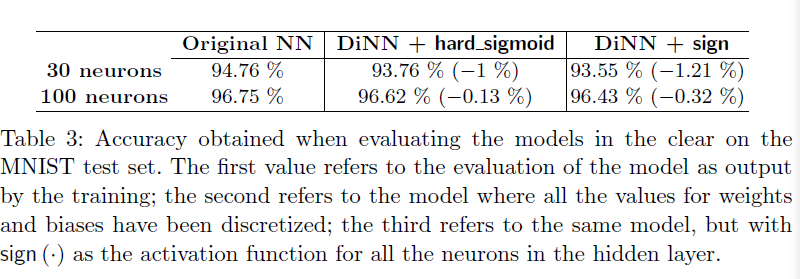 Original NN DiNN + hard_sigmoid DiNN + sign
30 neurons 94.76 % 93.76 % (−1 %) 93.55 % (−1.21 %)
100 neurons 96.75 % 96.62 % (−0.13 %) 96.43 % (−0.32 %)
Table 3: Accuracy obtained when evaluating the models in the clear on the
MNIST test set. The first value refers to the evaluation of the model as output
by the training; the second refers to the model where all the values for weights
and biases have been discretized; the third refers to the same model, but with
sign (·) as the activation function for all the neurons in the hidden layer.